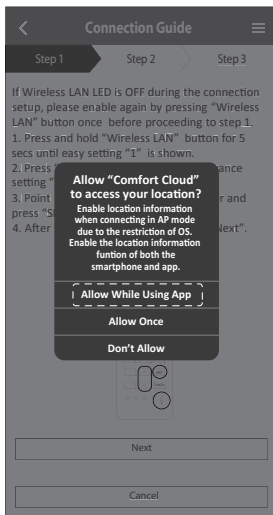 Connection Guide
Step 1
Step 2
Step 3
If Wireless LAN LED is OFF during the connection
setup, please enable again by pressing "Wireless
LAN" button once before proceeding to step 1.
1. Press and hold "Wireless LAN" button for 5
secs until easy setting "1" is shown.
2. Press
setting "
3. Point
and
press
4. After
Next".
Allow "Comfort Cloud"
to access your location?
Enable location information
when connecting in AP mode
due to the restriction of OS.
Enable the location information
funtion of both the
smartphone and app.
Allow While Using App
Allow Once
Don't Allow
Next
Cancel